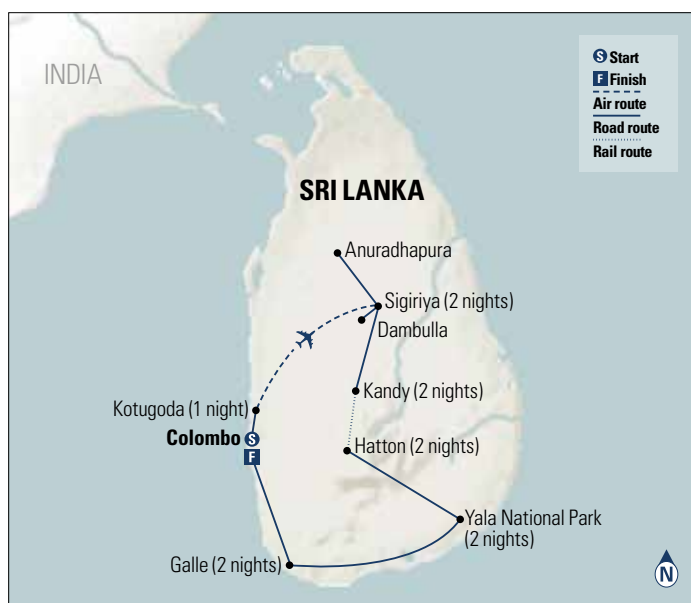 INDIA
S Start
F Finish
Air route
Road route
Rail route
SRI LANKA
Anuradhapura
Sigiriya (2 nights)
Dambulla
Kandy (2 nights)
Kotugoda (1 night)
Colombo S
F
Hatton (2 nights)
Yala National Park
(2 nights)
Galle (2 nights)
N